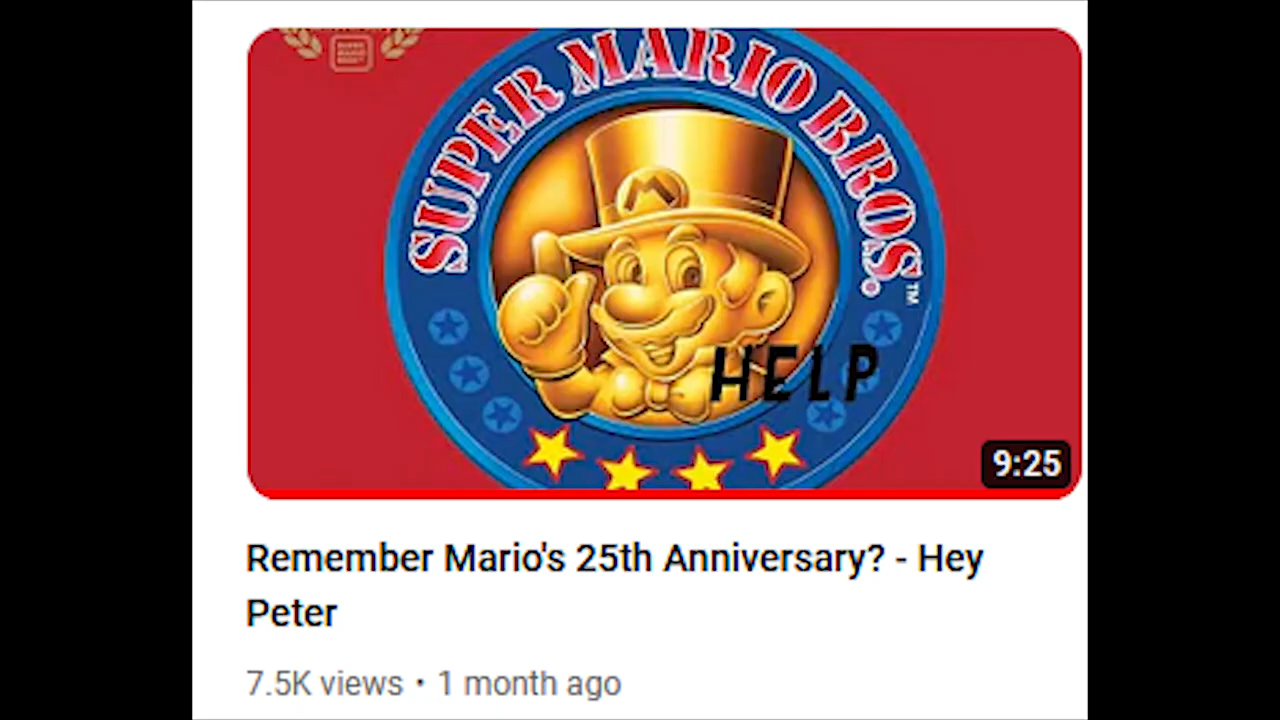 SUPER MARIO BROS.™
HELP
9:25
Remember Mario's 25th Anniversary? - Hey
Peter
7.5K views • 1 month ago